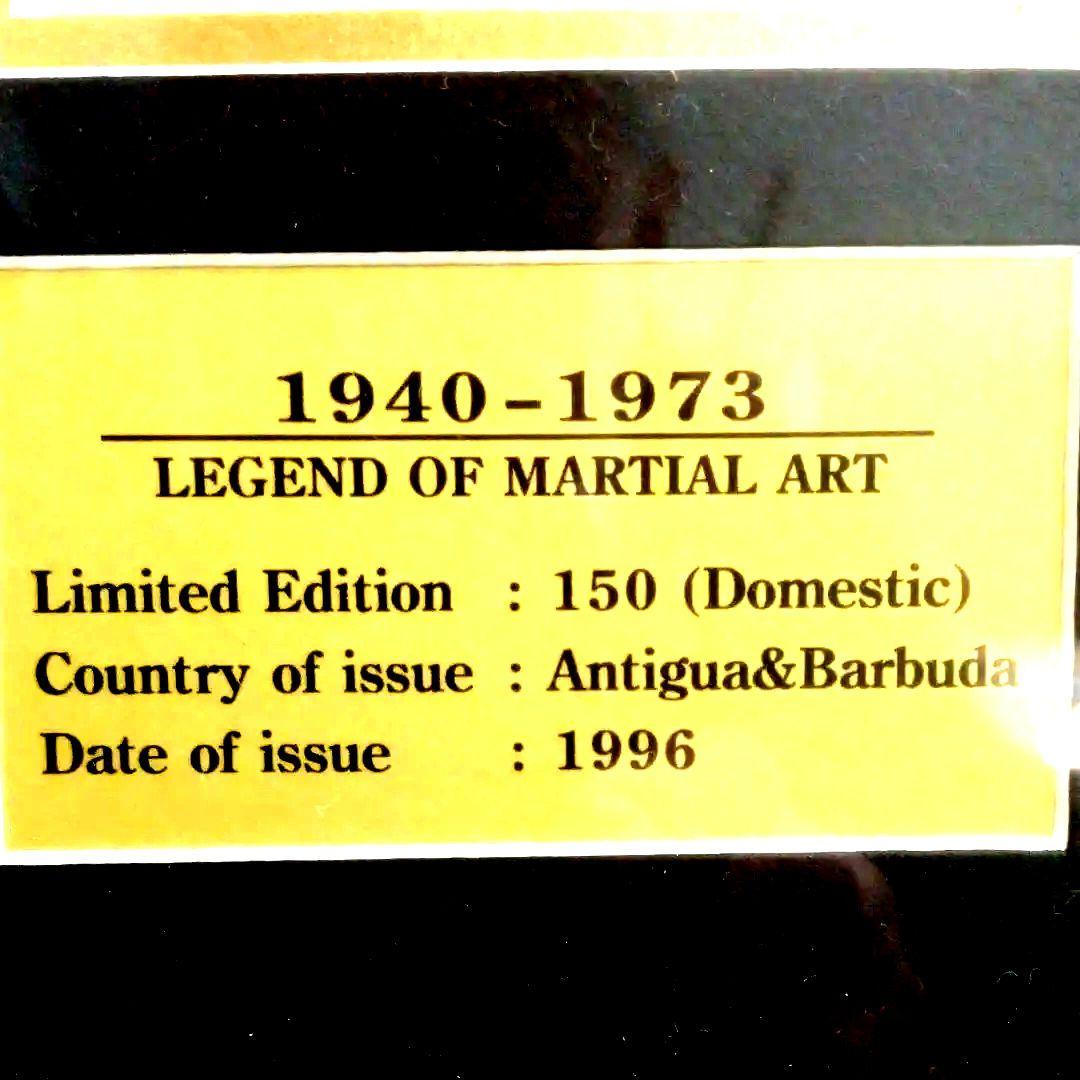 1940-1973
LEGEND OF MARTIAL ART
Limited Edition : 150 (Domestic)
Country of issue : Antigua&Barbuda
Date of issue : 1996